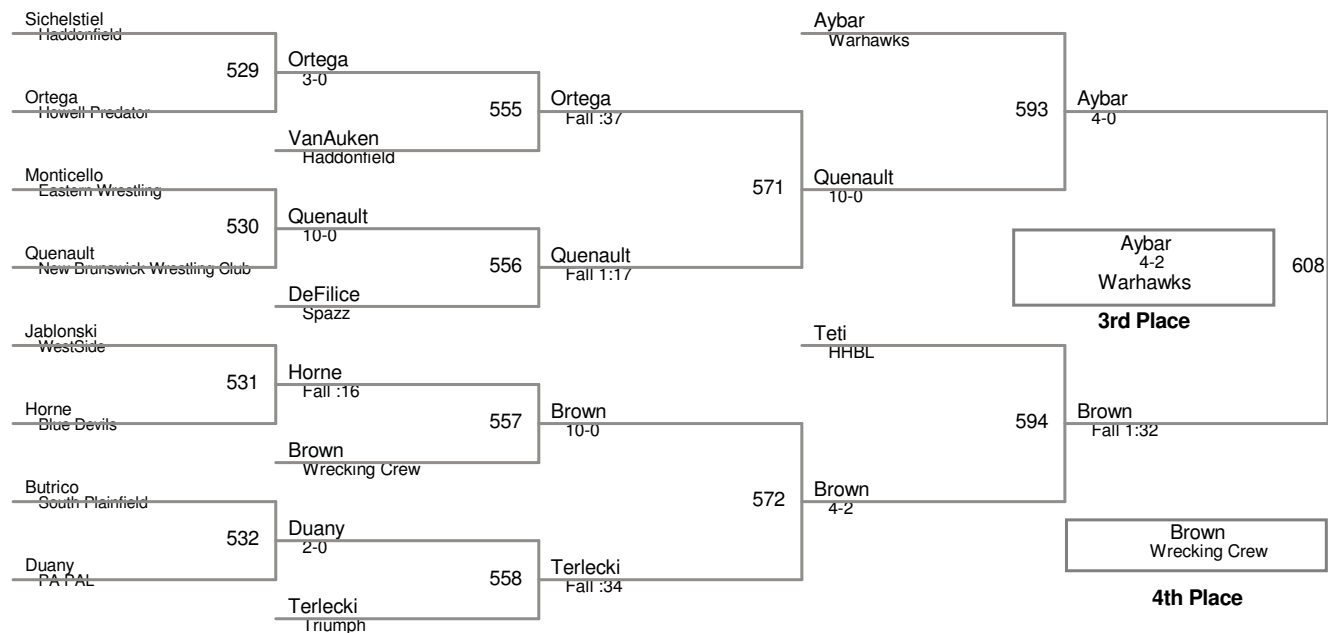 Sichelstiel
Haddonfield
529
Ortega
3-0
Ortega
Howell Predator
555
Ortega
Fall :37
VanAuken
Haddonfield
Monticello
Eastern Wrestling
530
Quenault
10-0
Quenault
New Brunswick Wrestling Club
556
Quenault
Fall 1:17
DeFilice
Spazz
571
Quenault
10-0
Aybar
Warhawks
593
Aybar
4-0
Jablonski
WestSide
531
Horne
Fall :16
Horne
Blue Devils
557
Brown
10-0
Brown
Wrecking Crew
Butrico
South Plainfield
532
Duany
2-0
Duany
PA PAL
558
Terlecki
Fall :34
Terlecki
Triumph
572
Brown
4-2
Teti
HHBL
594
Brown
Fall 1:32
608
Aybar
4-2
Warhawks
3rd Place
Brown
Wrecking Crew
4th Place